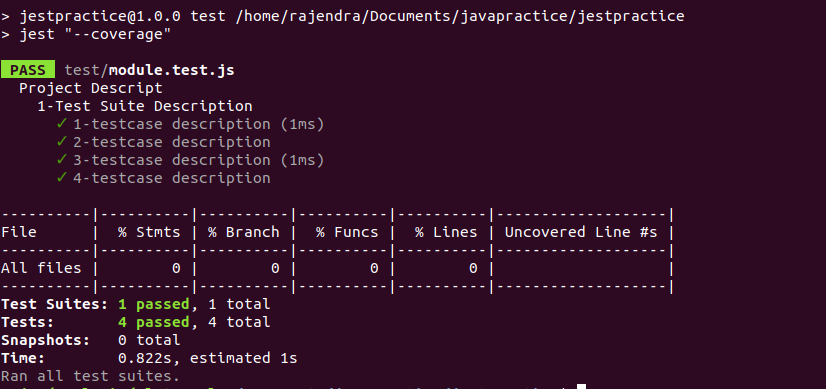 > jestpractice@1.0.0 test /home/rajendra/Documents/javapractice/jestpractice
> jest "--coverage"
PASS test/module.test.js
Project Descript
1-Test Suite Description
✓ 1-testcase description (1ms)
✓ 2-testcase description
✓ 3-testcase description (1ms)
✓ 4-testcase description
----------|----------|----------|----------|----------|-------------------|
File      |  % Stmts | % Branch |  % Funcs |  % Lines | Uncovered Line #s |
----------|----------|----------|----------|----------|-------------------|
All files |        0 |        0 |        0 |        0 |                   |
----------|----------|----------|----------|----------|-------------------|
Test Suites: 1 passed, 1 total
Tests:       4 passed, 4 total
Snapshots:   0 total
Time:        0.822s, estimated 1s
Ran all test suites.